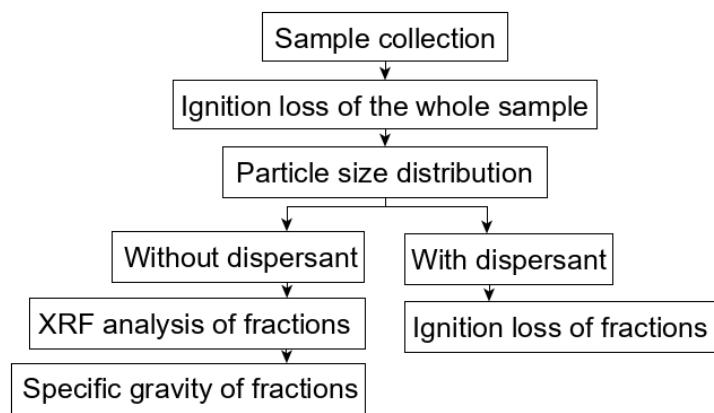 Sample collection
Ignition loss of the whole sample
Particle size distribution
Without dispersant
With dispersant
XRF analysis of fractions
Ignition loss of fractions
Specific gravity of fractions